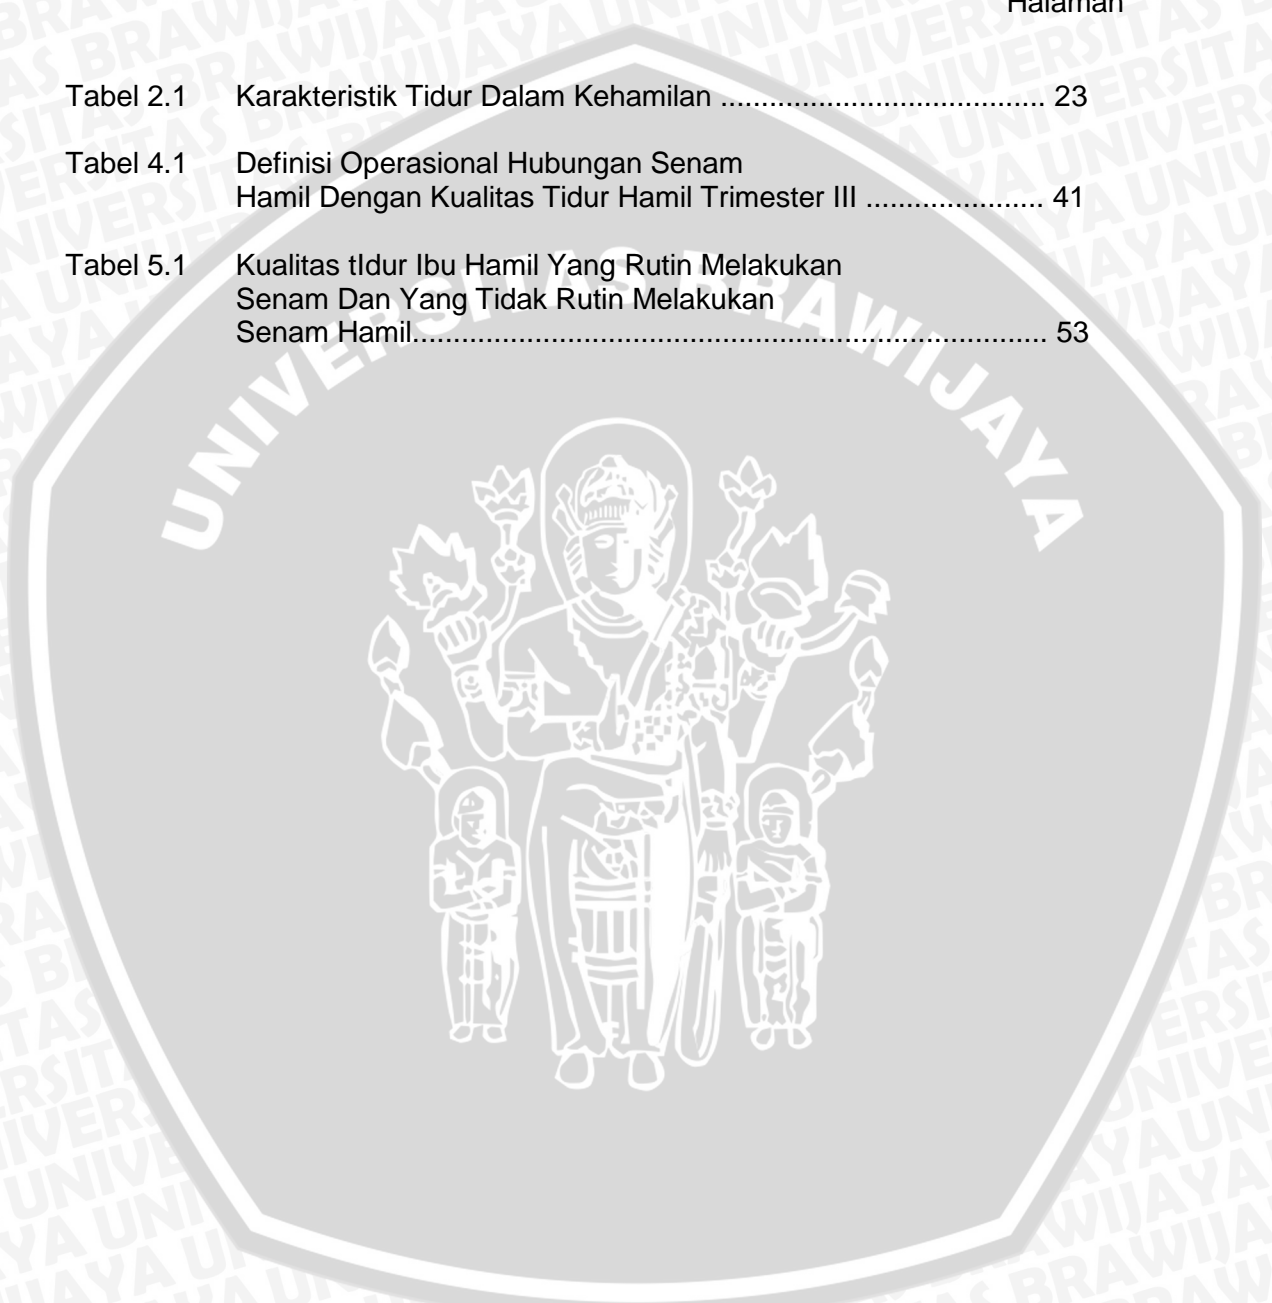 Halaman
Tabel 2.1 Karakteristik Tidur Dalam Kehamilan ........................................ 23
Tabel 4.1 Definisi Operasional Hubungan Senam
Hamil Dengan Kualitas Tidur Hamil Trimester III ...................... 41
Tabel 5.1 Kualitas tIdur Ibu Hamil Yang Rutin Melakukan
Senam Dan Yang Tidak Rutin Melakukan
Senam Hamil.............................................................................. 53
UNIVERSITAS BRAWIJAYA